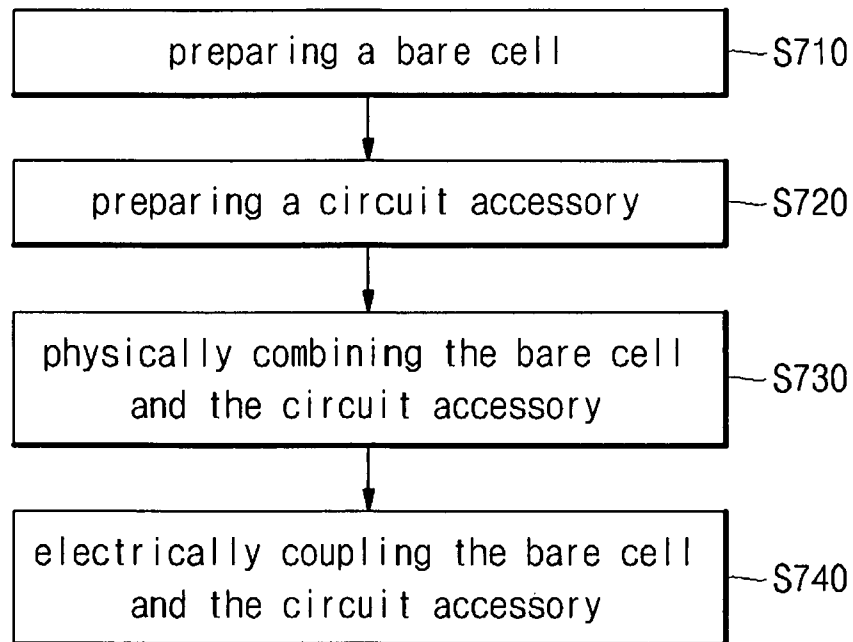 preparing a bare cell
S710
preparing a circuit accessory
S720
physically combining the bare cell
and the circuit accessory
S730
electrically coupling the bare cell
and the circuit accessory
S740